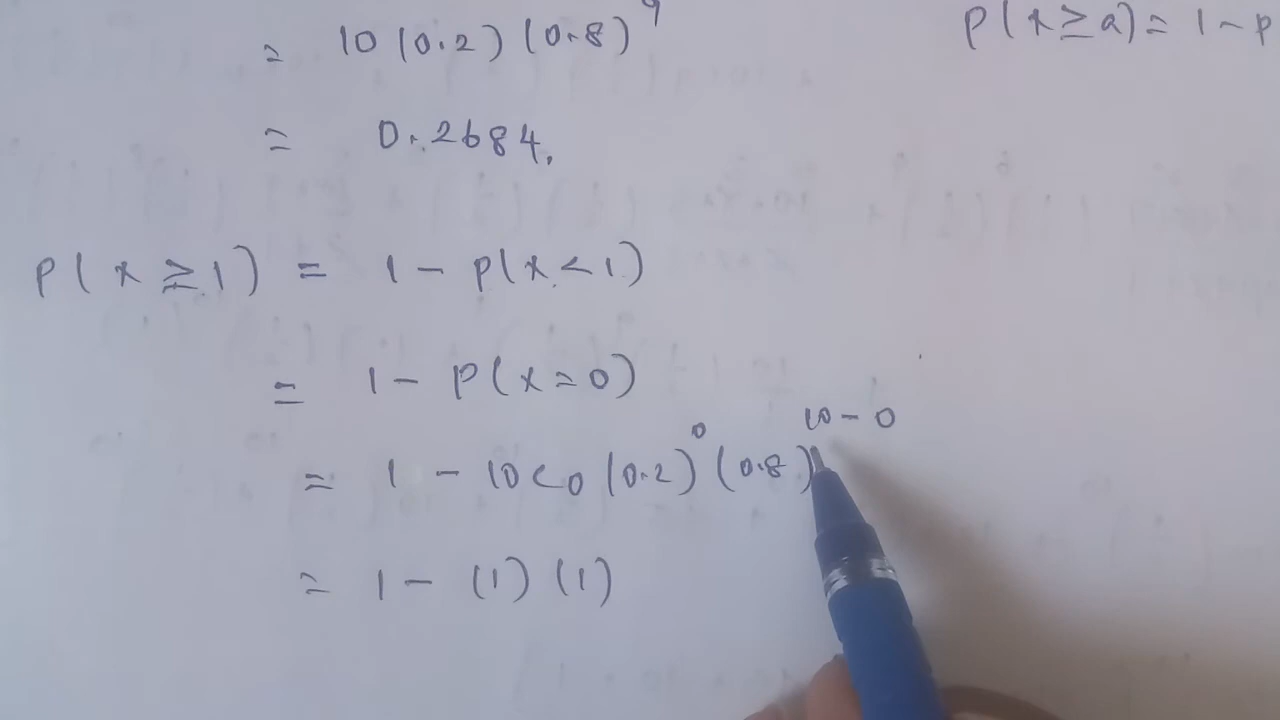 = 10 (0.2) (0.8)⁹
P(x ≥ a) = 1 - P
= 0.2684.
P(x ≥ 1) = 1 - P(x < 1)
= 1 - P(x = 0)
= 1 - 10C₀ (0.2)⁰ (0.8)¹⁰⁻⁰
= 1 - (1) (1)